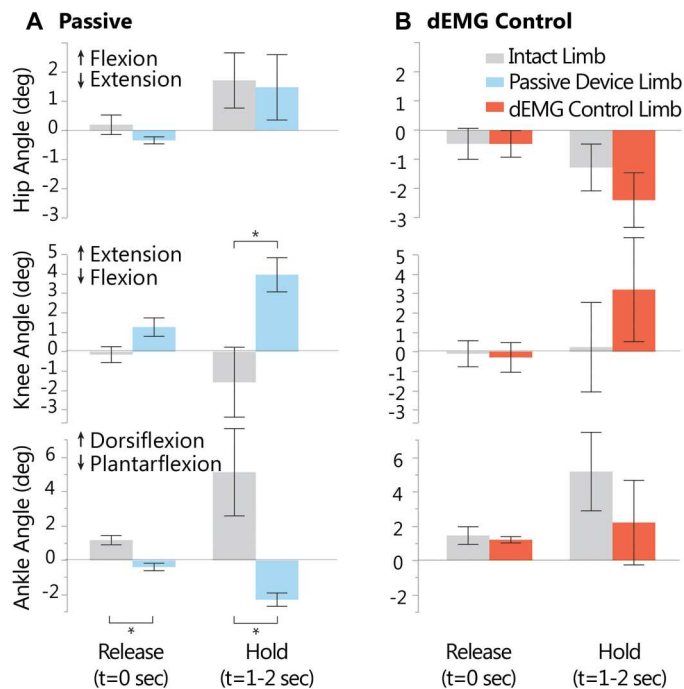 A Passive
B dEMG Control
↑ Flexion
↓ Extension
Hip Angle (deg)
2
1
0
-1
-2
-3
Intact Limb
Passive Device Limb
dEMG Control Limb
2
1
0
-1
-2
-3
↑ Extension
↓ Flexion
*
Knee Angle (deg)
5
4
3
2
1
0
-1
-2
-3
5
4
3
2
1
0
-1
-2
-3
↑ Dorsiflexion
↓ Plantarflexion
Ankle Angle (deg)
6
4
2
0
-2
* *
6
4
2
0
-2
Release Hold
(t=0 sec) (t=1-2 sec)
Release Hold
(t=0 sec) (t=1-2 sec)